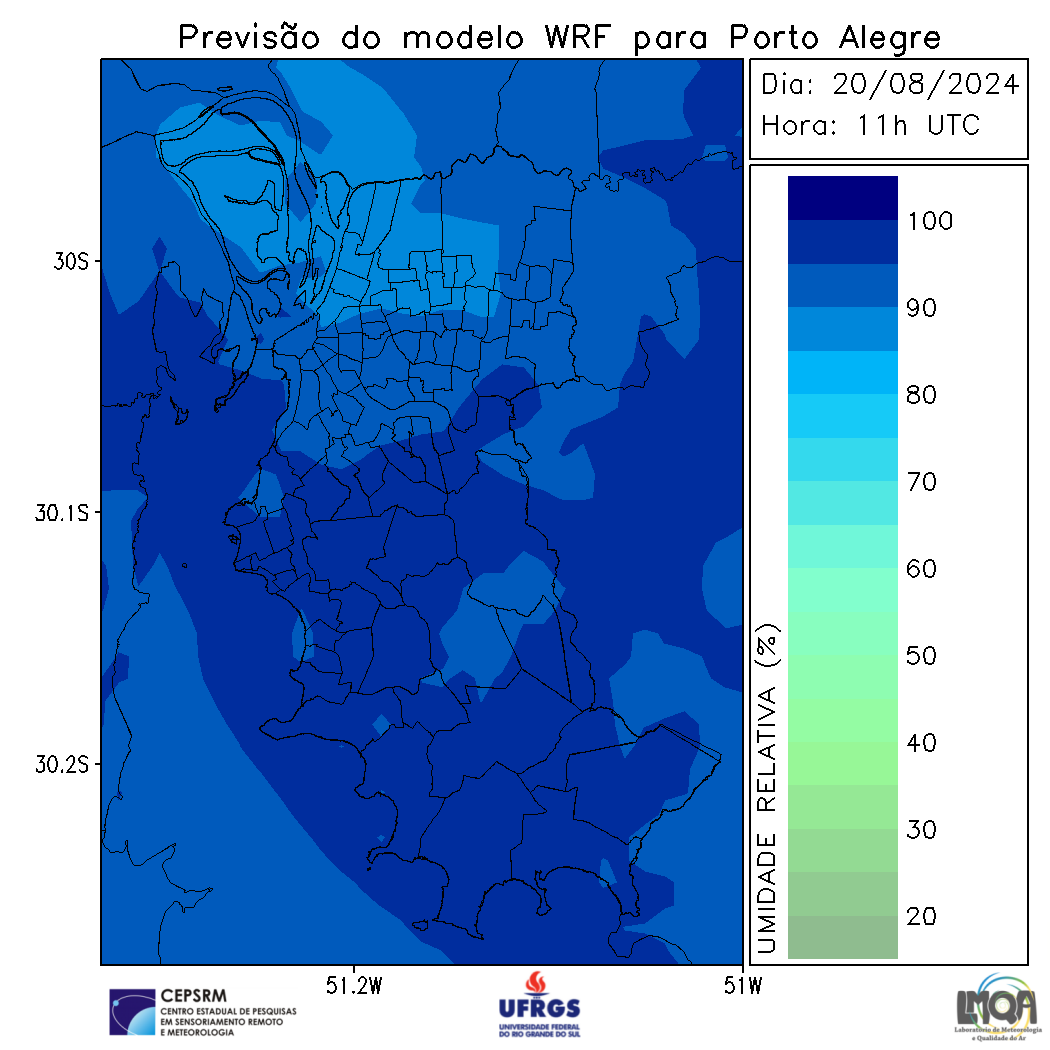 Previsão do modelo WRF para Porto Alegre
Dia: 20/08/2024
Hora: 11h UTC
100
90
80
70
60
50
40
30
20
UMIDADE RELATIVA (%)
30S
30.1S
30.2S
51.2W
51W
CEPSRM
CENTRO ESTADUAL DE PESQUISAS
EM SENSORIAMENTO REMOTO
E METEOROLOGIA
UFRGS
UNIVERSIDADE FEDERAL
DO RIO GRANDE DO SUL
LMQA
Laboratório de Meteorologia
e Qualidade do Ar